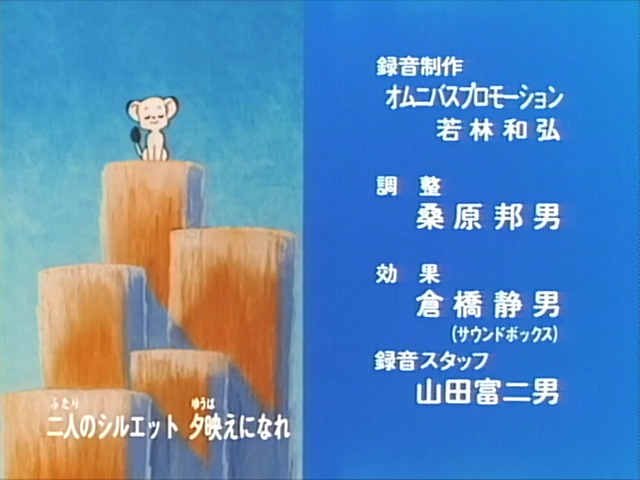 録音制作
オムニバスプロモーション
若林和弘
調 整
桑原邦男
効 果
倉橋静男
(サウンドボックス)
録音スタッフ
山田富二男
ふたり ゆうば
二人のシルエット 夕映えになれ